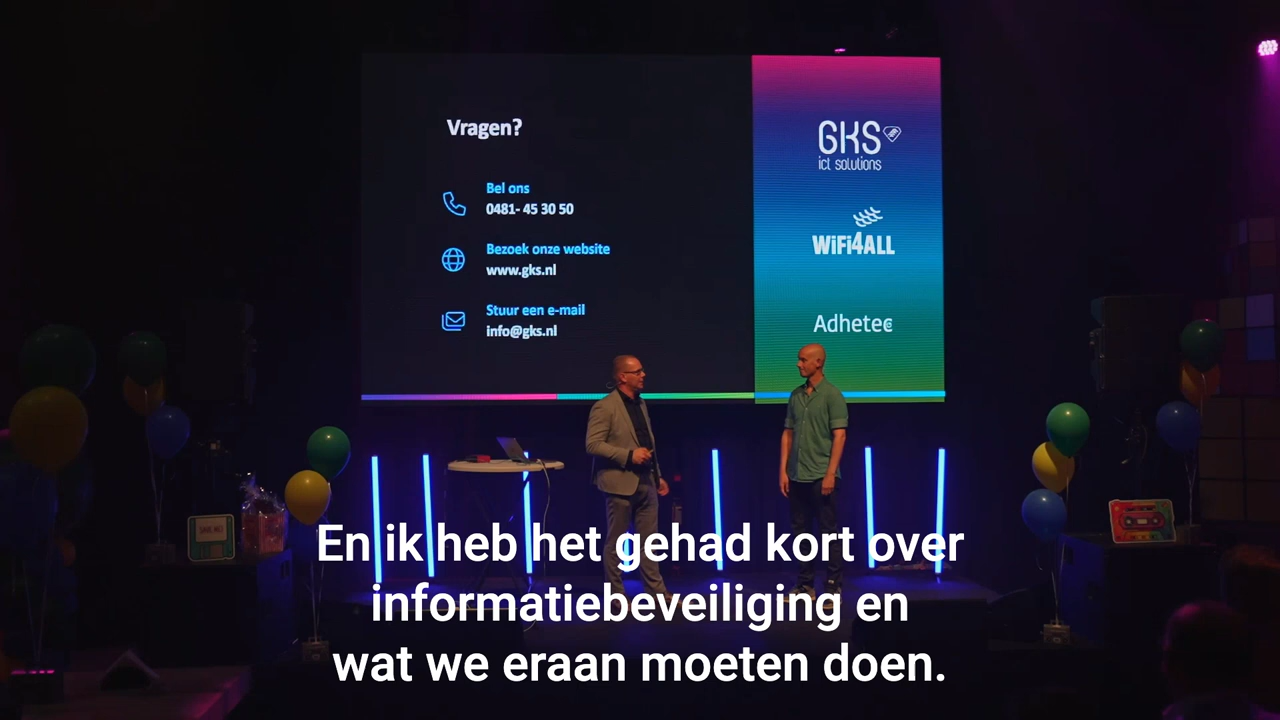 Vragen?
Bel ons
0481- 45 30 50
Bezoek onze website
www.gks.nl
Stuur een e-mail
info@gks.nl
GKS
ict solutions
WiFi4ALL
Adhetec
En ik heb het gehad kort over
informatiebeveiliging en
wat we eraan moeten doen.